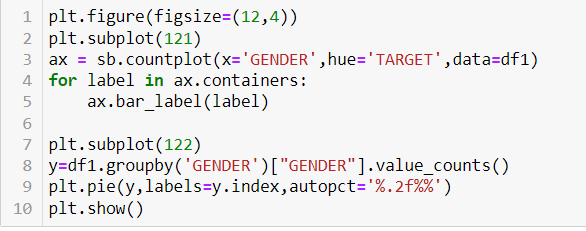 1 plt.figure(figsize=(12,4))
2 plt.subplot(121)
3 ax = sb.countplot(x='GENDER',hue='TARGET',data=df1)
4 for label in ax.containers:
5     ax.bar_label(label)
6
7 plt.subplot(122)
8 y=df1.groupby('GENDER')["GENDER"].value_counts()
9 plt.pie(y,labels=y.index,autopct='%.2f%%')
10 plt.show()